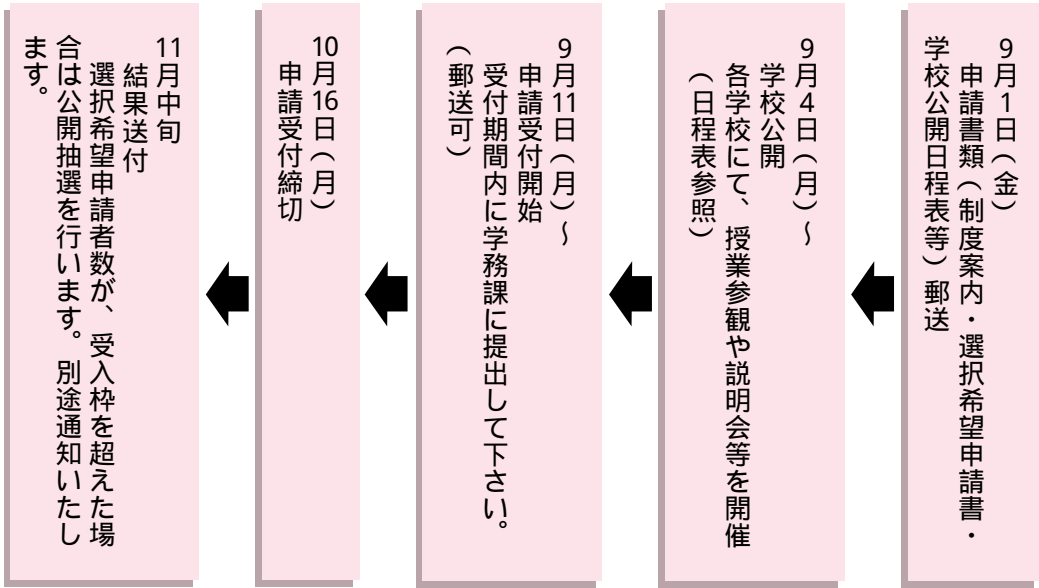 9月1日（金）
申請書類（制度案内・選択希望申請書・
学校公開日程表等）郵送
9月4日（月）～
学校公開
各学校にて、授業参観や説明会等を開催
（日程表参照）
9月11日（月）～
申請受付開始
受付期間内に学務課に提出して下さい。
（郵送可）
10月16日（月）
申請受付締切
11月中旬
結果送付
選択希望申請者数が、受入枠を超えた場
合は公開抽選を行います。別途通知いたし
ます。